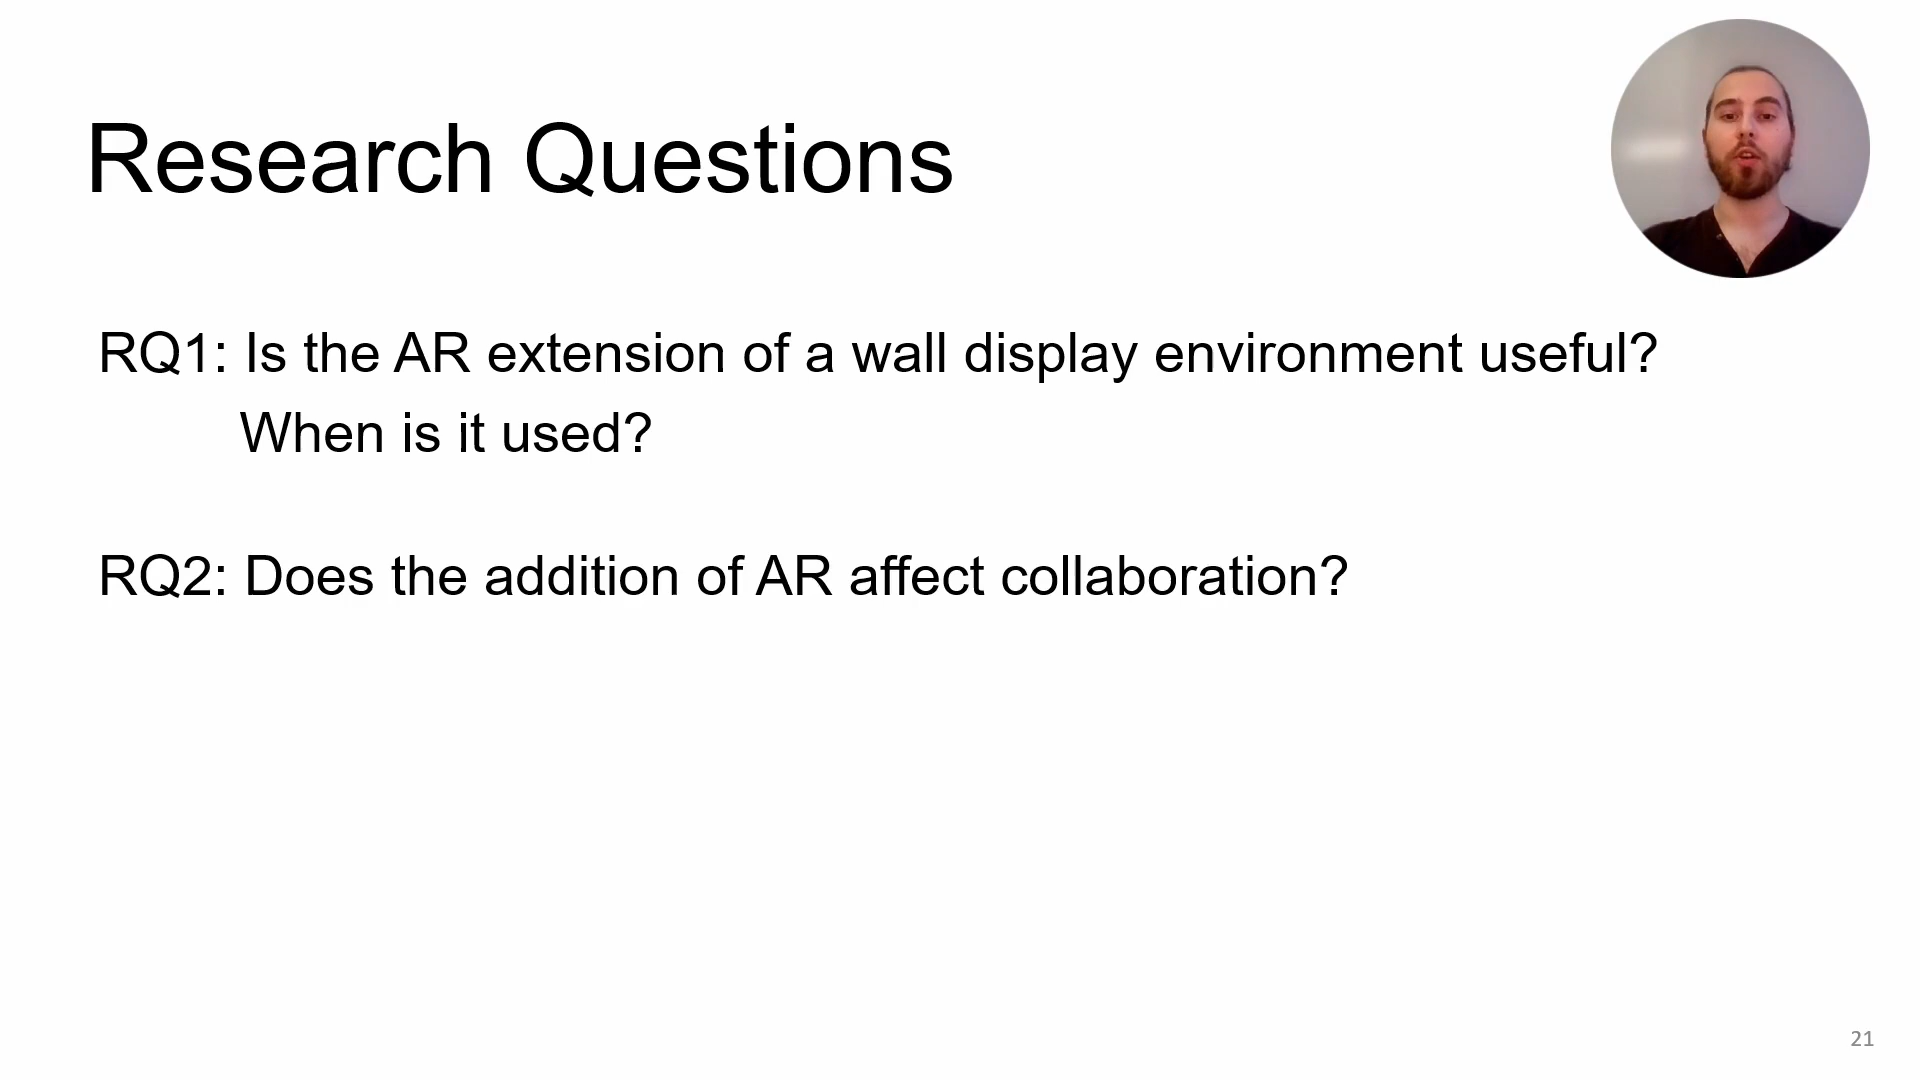 Research Questions
RQ1: Is the AR extension of a wall display environment useful?
When is it used?
RQ2: Does the addition of AR affect collaboration?
21